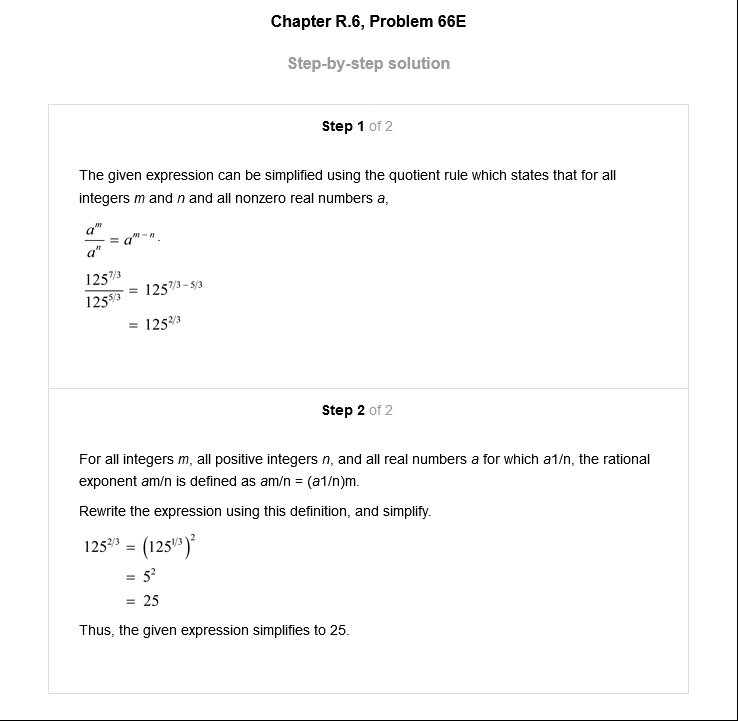 Chapter R.6, Problem 66E
Step-by-step solution
Step 1 of 2
The given expression can be simplified using the quotient rule which states that for all
integers m and n and all nonzero real numbers a,
a^m / a^n = a^(m−n).
125^(7/3) / 125^(5/3) = 125^(7/3−5/3)
= 125^(2/3)
Step 2 of 2
For all integers m, all positive integers n, and all real numbers a for which a1/n, the rational
exponent am/n is defined as am/n = (a1/n)m.
Rewrite the expression using this definition, and simplify.
125^(2/3) = (125^(1/3))^2
= 5^2
= 25
Thus, the given expression simplifies to 25.